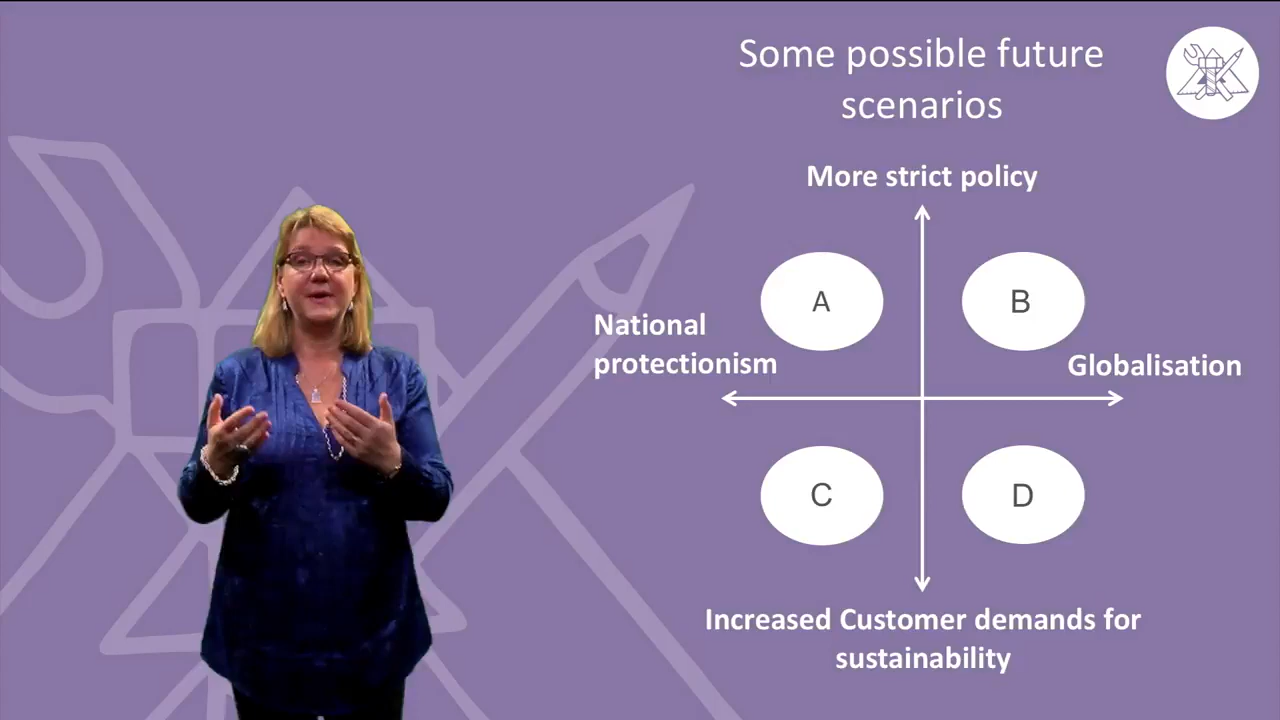 Some possible future
scenarios
More strict policy
A
B
National
protectionism
Globalisation
C
D
Increased Customer demands for
sustainability